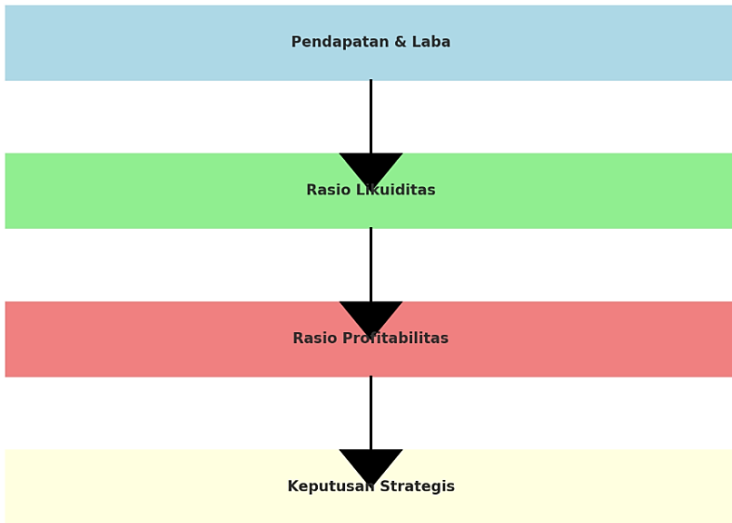 Pendapatan & Laba
Rasio Likuiditas
Rasio Profitabilitas
Keputusan Strategis